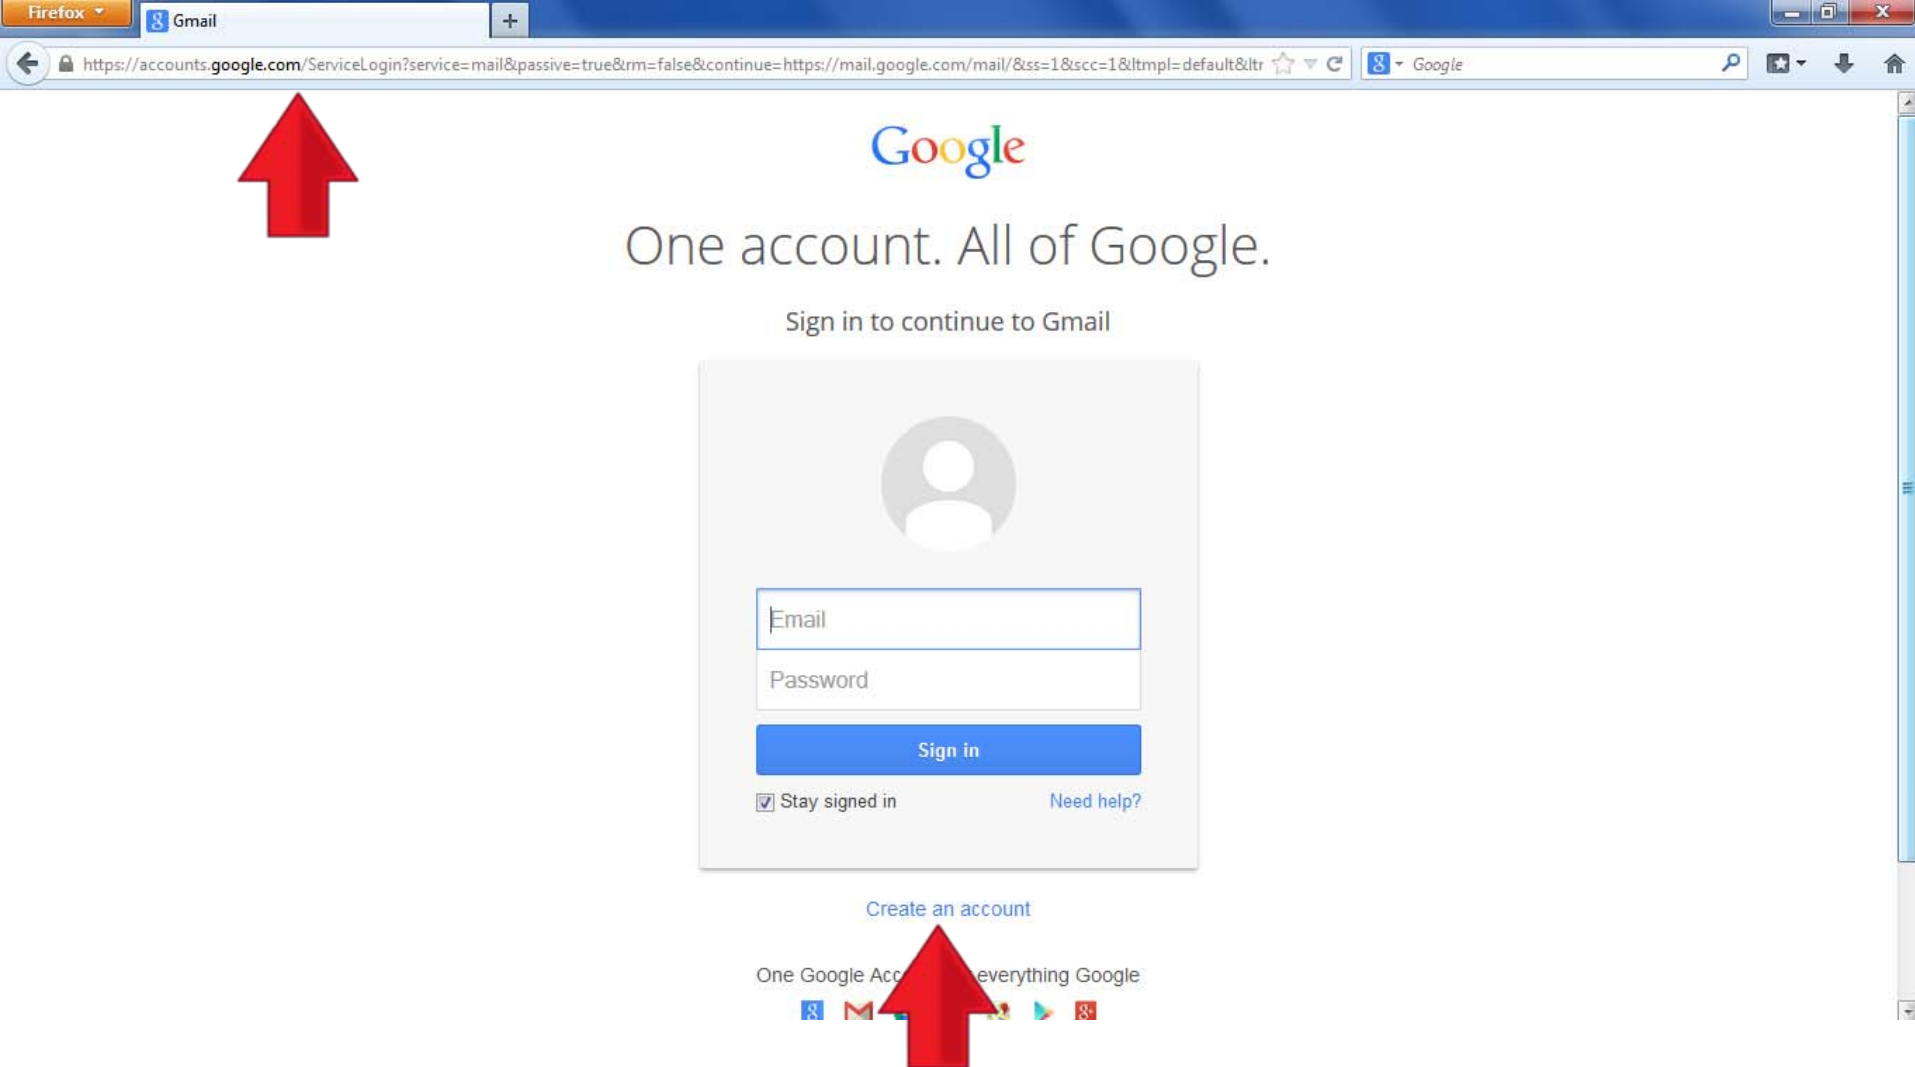 Firefox
Gmail
https://accounts.google.com/ServiceLogin?service=mail&passive=true&rm=false&continue=https://mail.google.com/mail/&ss=1&scc=1&ltmpl=default&ltr
Google
Google
One account. All of Google.
Sign in to continue to Gmail
Email
Password
Sign in
Stay signed in
Need help?
Create an account
One Google everything Google